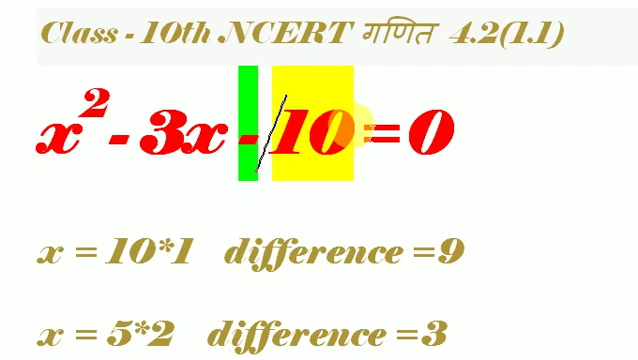 Class - 10th NCERT गणित 4.2(1.1)
x² - 3x - 10 = 0
x = 10*1 difference =9
x = 5*2 difference =3